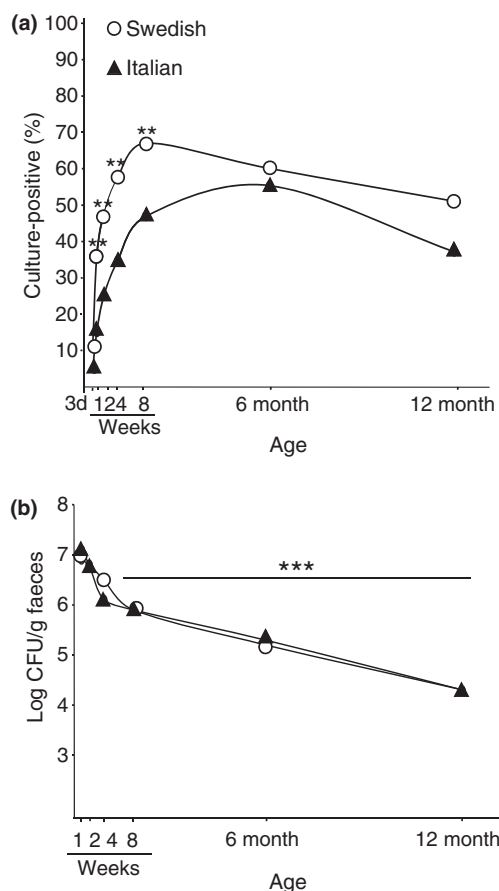 (a)
Swedish
Italian
100
90
80
70
60
50
40
30
20
10
Culture-positive (%)
**
**
**
**
3d 1 2 4 8 6 month 12 month
Weeks
Age
(b)
8
7
6
5
4
3
Log CFU/g faeces
***
1 2 4 8 6 month 12 month
Weeks
Age